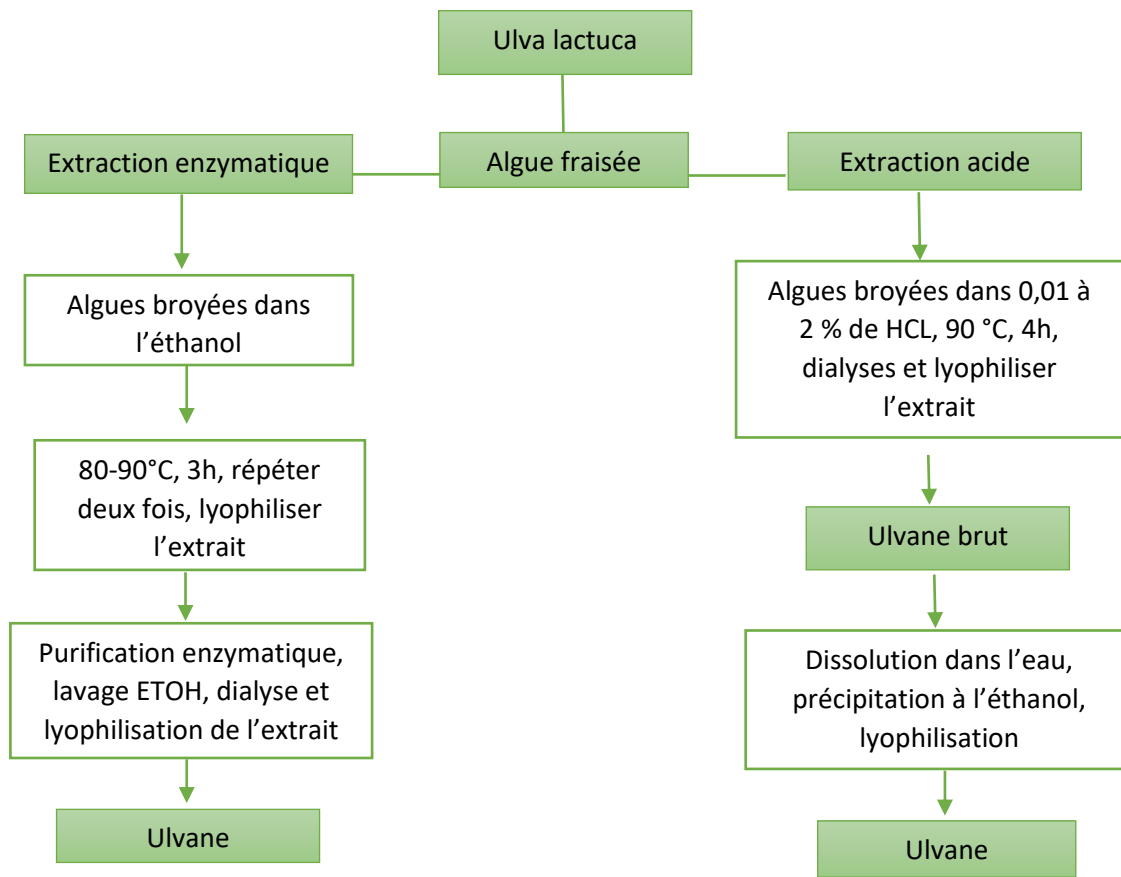 Ulva lactuca
Extraction enzymatique
Algue fraisée
Extraction acide
Algues broyées dans
l’éthanol
80-90°C, 3h, répéter
deux fois, lyophiliser
l’extrait
Purification enzymatique,
lavage ETOH, dialyse et
lyophilisation de l’extrait
Ulvane
Algues broyées dans 0,01 à
2 % de HCL, 90 °C, 4h,
dialyses et lyophiliser
l’extrait
Ulvane brut
Dissolution dans l’eau,
précipitation à l’éthanol,
lyophilisation
Ulvane